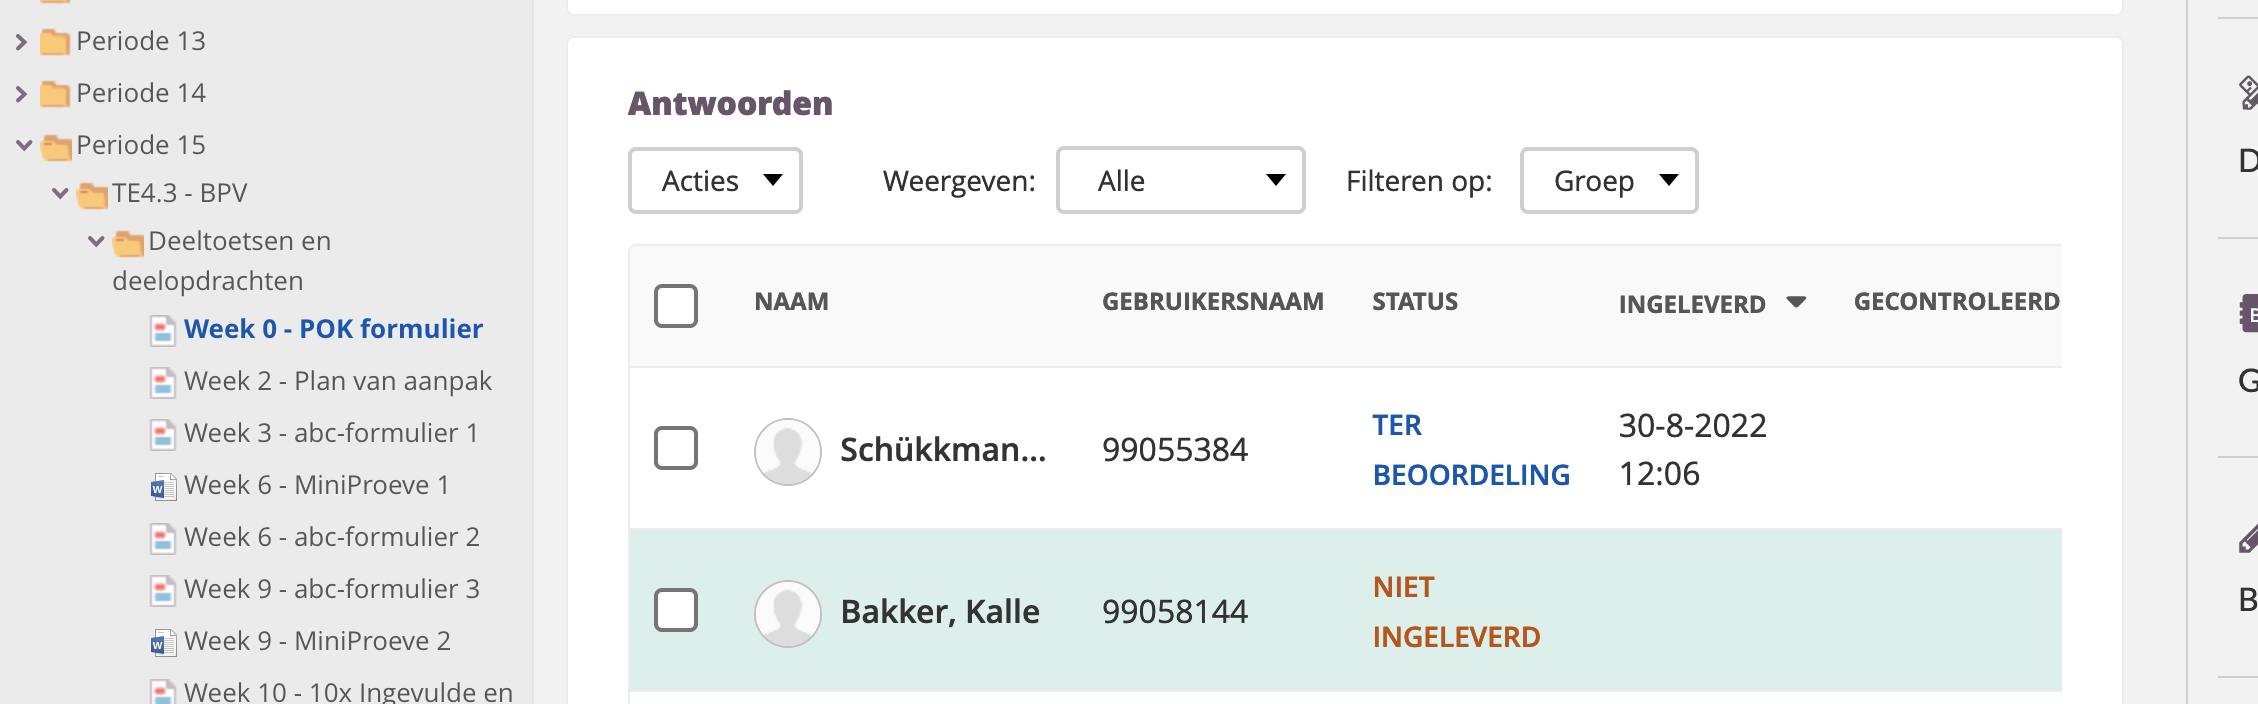 Periode 13
Periode 14
Periode 15
TE4.3 - BPV
Deeltoetsen en
deelopdrachten
Week 0 - POK formulier
Week 2 - Plan van aanpak
Week 3 - abc-formulier 1
Week 6 - MiniProeve 1
Week 6 - abc-formulier 2
Week 9 - abc-formulier 3
Week 9 - MiniProeve 2
Week 10 - 10x Ingevulde en
Antwoorden
Acties
Weergeven: Alle
Filteren op: Groep
NAAM GEBRUIKERSNAAM STATUS INGELEVERD GECONTROLEERD
Schükkman... 99055384 TER BEOORDELING 30-8-2022 12:06
Bakker, Kalle 99058144 NIET INGELEVERD
D
G
B